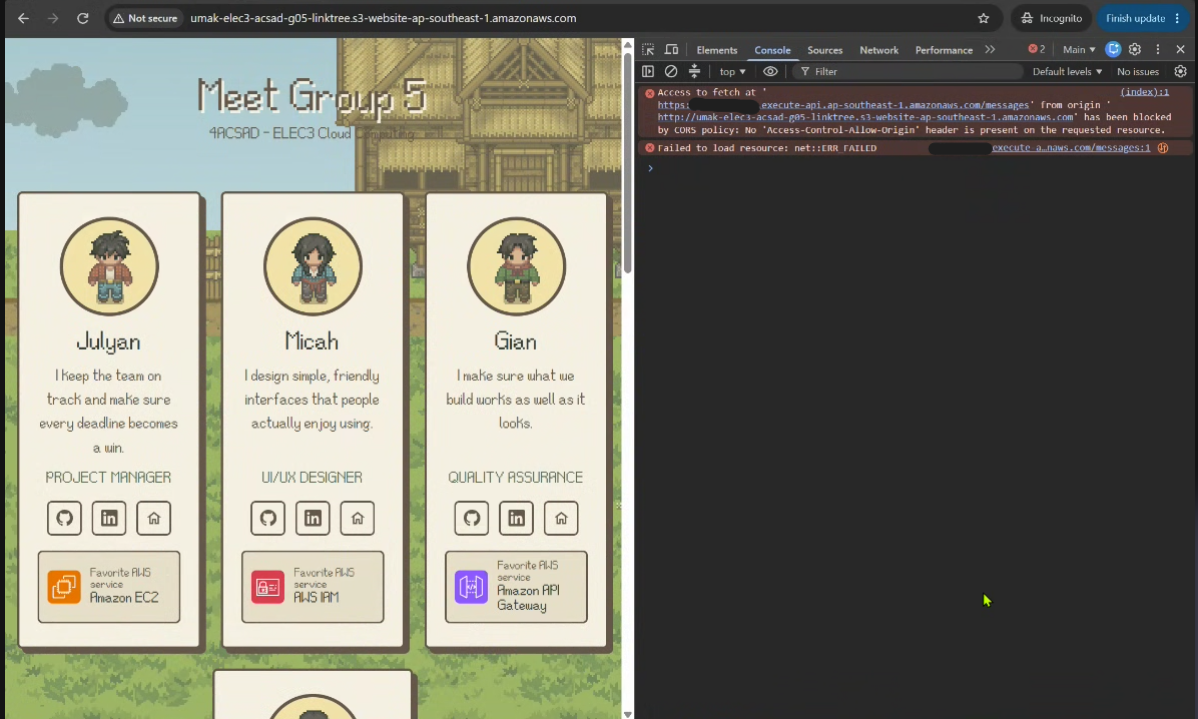 Not secure
umak-elec3-acsad-g05-linktree.s3-website-ap-southeast-1.amazonaws.com
Incognito
Finish update
Meet Group 5
4ACSAD - ELEC3 Cloud Computing
Julyan
I keep the team on
track and make sure
every deadline becomes
a win.
PROJECT MANAGER
Favorite AWS
service
Amazon EC2
Micah
I design simple, friendly
interfaces that people
actually enjoy using.
UI/UX DESIGNER
Favorite AWS
service
AWS IAM
Gian
I make sure what we
build works as well as it
looks.
QUALITY ASSURANCE
Favorite AWS
service
Amazon API
Gateway
Elements
Console
Sources
Network
Performance
2
Main
top
Filter
Default levels
No issues
Access to fetch at '
(index):1
https: execute-api.ap-southeast-1.amazonaws.com/messages' from origin '
http://umak-elec3-acsad-g05-linktree.s3-website-ap-southeast-1.amazonaws.com' has been blocked
by CORS policy: No 'Access-Control-Allow-Origin' header is present on the requested resource.
Failed to load resource: net::ERR_FAILED
execute-a…naws.com/messages:1